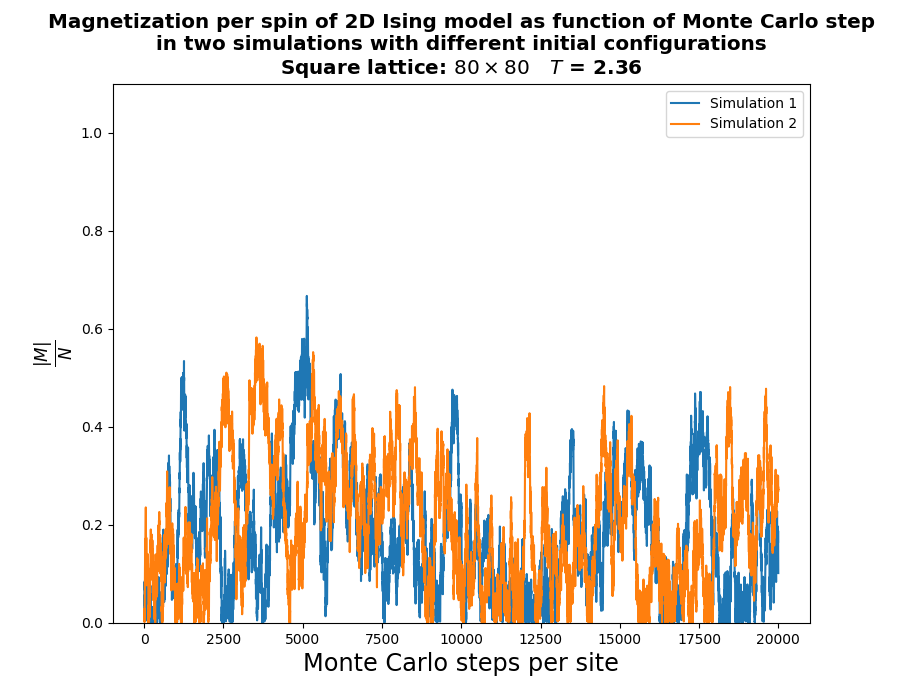 Magnetization per spin of 2D Ising model as function of Monte Carlo step
in two simulations with different initial configurations
Square lattice: 80 × 80 T = 2.36
Simulation 1
Simulation 2
1.0
0.8
0.6
0.4
0.2
0.0
|M|
N
0 2500 5000 7500 10000 12500 15000 17500 20000
Monte Carlo steps per site